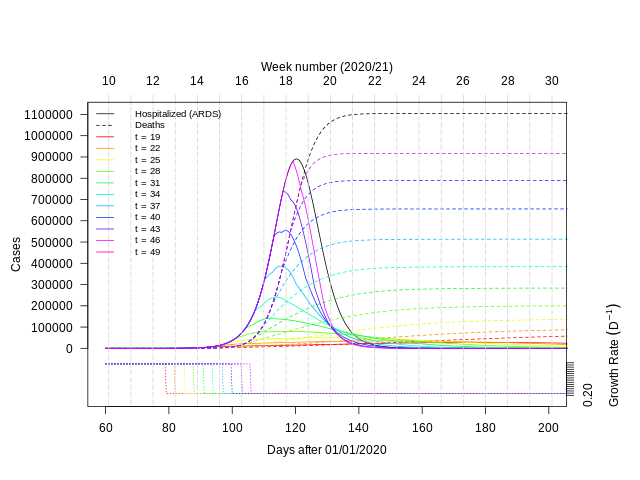 Week number (2020/21)
10 12 14 16 18 20 22 24 26 28 30
Hospitalized (ARDS)
Deaths
t = 19
t = 22
t = 25
t = 28
t = 31
t = 34
t = 37
t = 40
t = 43
t = 46
t = 49
1100000
1000000
900000
800000
700000
600000
500000
400000
300000
200000
100000
0
Cases
0.20
Growth Rate (D⁻¹)
60 80 100 120 140 160 180 200
Days after 01/01/2020